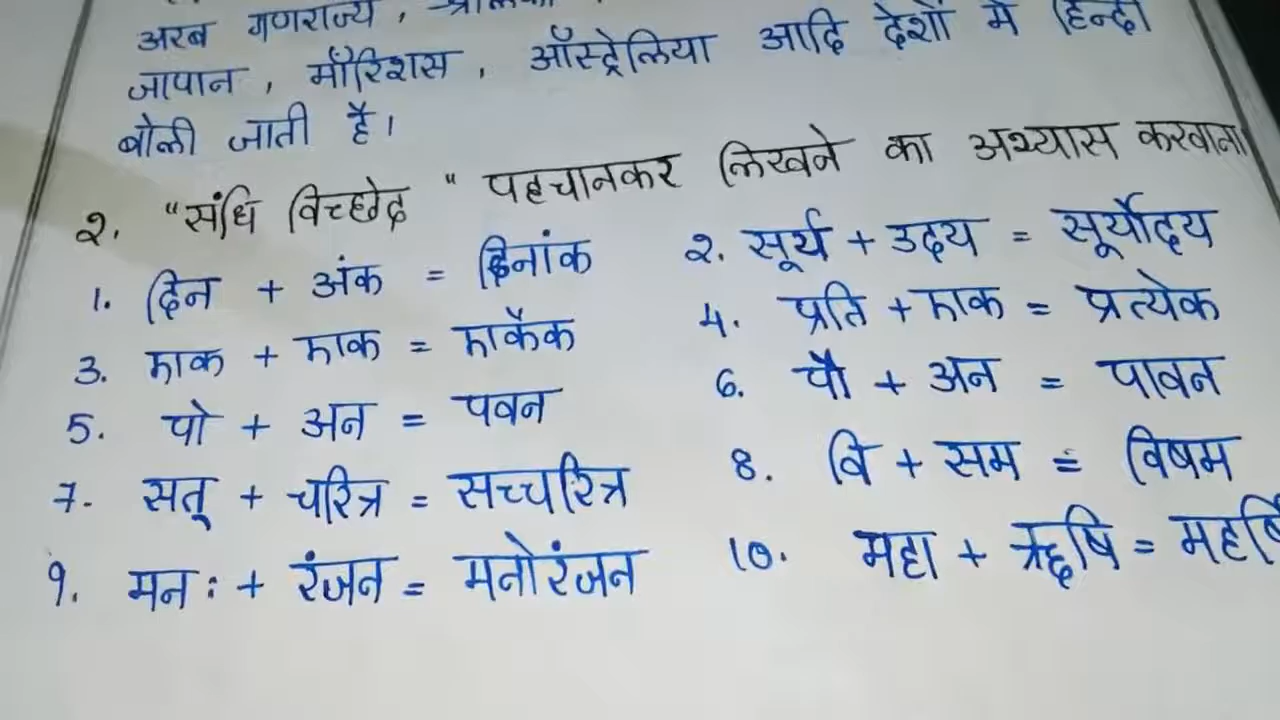 अरब गणराज्य,
जापान, मॉरिशस, ऑस्ट्रेलिया आदि देशों में हिन्दी
बोली जाती है।
२. "संधि विच्छेद" पहचानकर लिखने का अभ्यास करवाना
1. दिन + अंक = दिनांक २. सूर्य + उदय = सूर्योदय
3. एक + एक = एकैक 4. प्रति + एक = प्रत्येक
5. पो + अन = पवन 6. पौ + अन = पावन
7. सत् + चरित्र = सच्चरित्र 8. वि + सम = विषम
9. मन: + रंजन = मनोरंजन 10. महा + ऋषि = महर्षि